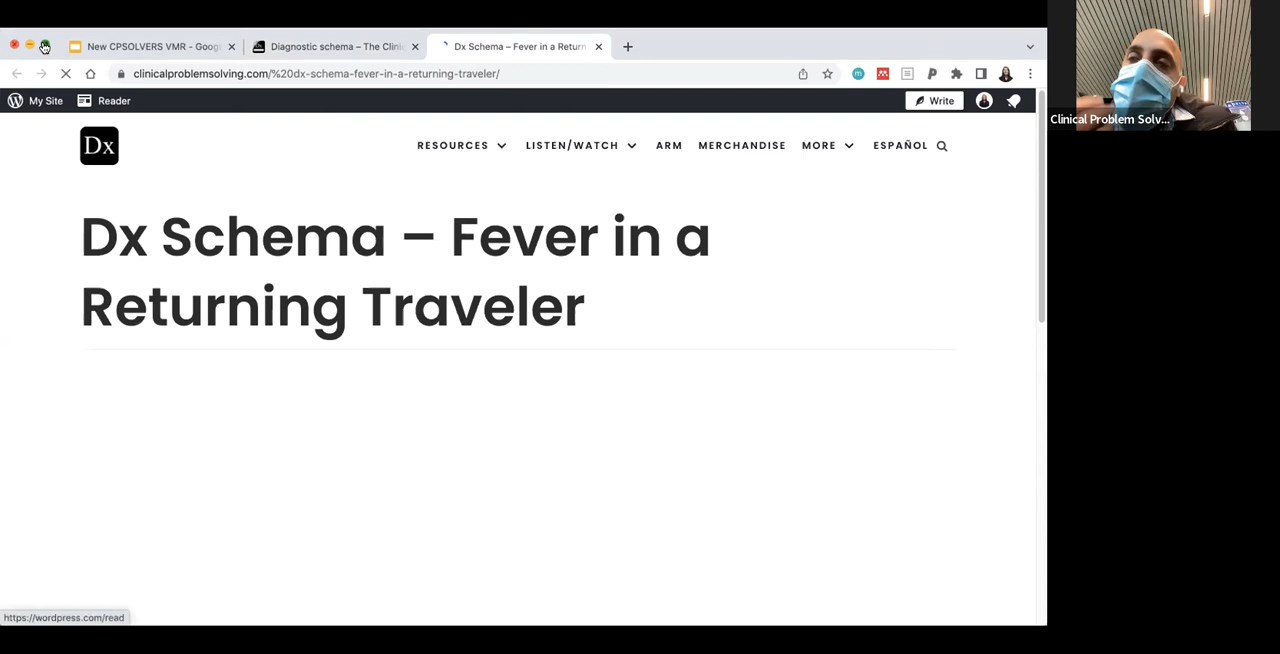 New CPSOLVERS VMR - Googl
Diagnostic schema – The Clini
Dx Schema – Fever in a Return
clinicalproblemsolving.com/%20dx-schema-fever-in-a-returning-traveler/
My Site
Reader
Write
Dx
RESOURCES
LISTEN/WATCH
ARM
MERCHANDISE
MORE
ESPAÑOL
Dx Schema – Fever in a
Returning Traveler
https://wordpress.com/read
Clinical Problem Solv...